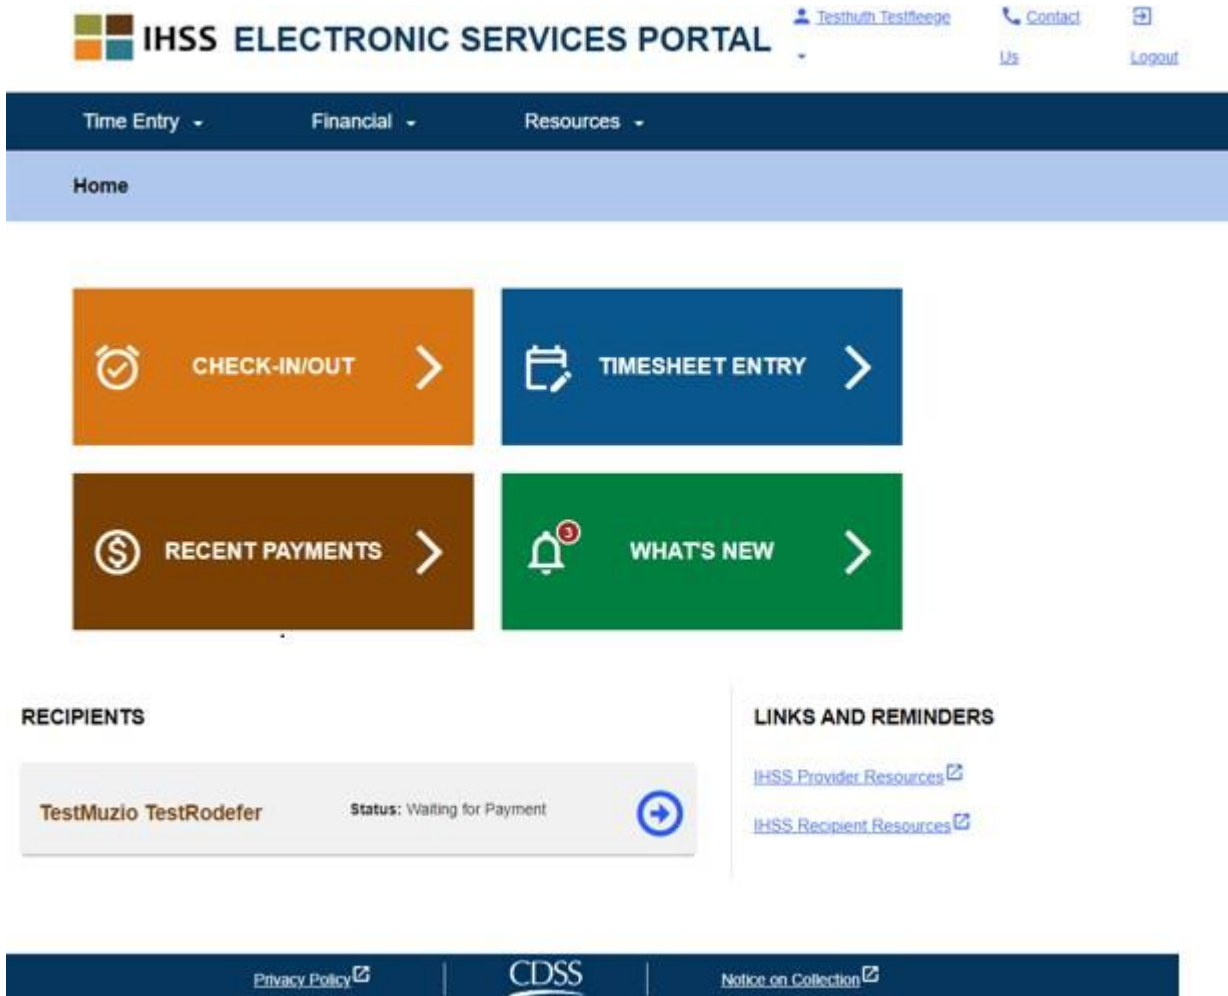 IHSS ELECTRONIC SERVICES PORTAL
Testhuth Testfleege
Contact Us
Logout
Time Entry
Financial
Resources
Home
CHECK-IN/OUT
TIMESHEET ENTRY
RECENT PAYMENTS
3
WHAT'S NEW
RECIPIENTS
TestMuzio TestRodefer
Status: Waiting for Payment
LINKS AND REMINDERS
IHSS Provider Resources
IHSS Recipient Resources
Privacy Policy
CDSS
Notice on Collection